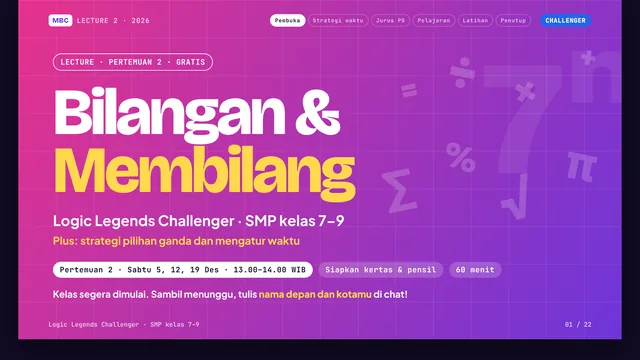 MBC LECTURE 2 · 2026
Pembuka Strategi waktu Jurus PG Pelajaran Latihan Penutup CHALLENGER
LECTURE · PERTEMUAN 2 · GRATIS
Bilangan &
Membilang
Logic Legends Challenger · SMP kelas 7–9
Plus: strategi pilihan ganda dan mengatur waktu
Pertemuan 2 · Sabtu 5, 12, 19 Des · 13.00–14.00 WIB Siapkan kertas & pensil 60 menit
Kelas segera dimulai. Sambil menunggu, tulis nama depan dan kotamu di chat!
Logic Legends Challenger · SMP kelas 7–9 01 / 22
= ÷ × 7 × n
% Σ √ π